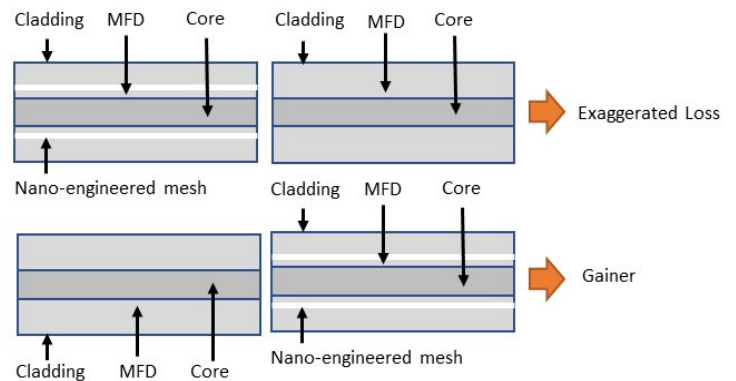 Cladding MFD Core Cladding MFD Core
Exaggerated Loss
Nano-engineered mesh Cladding MFD Core
Gainer
Cladding MFD Core Nano-engineered mesh